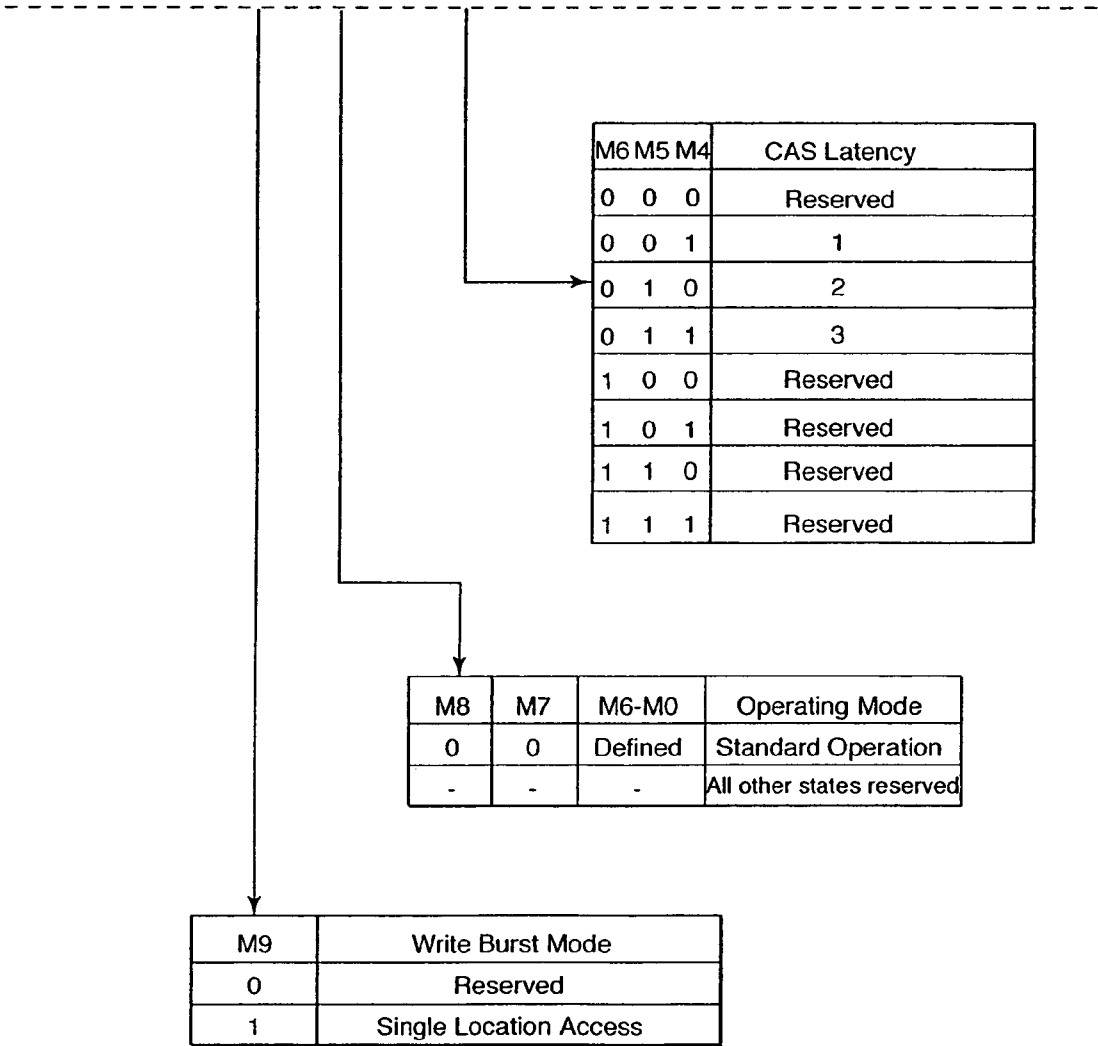 M6 M5 M4 CAS Latency
0 0 0 Reserved
0 0 1 1
0 1 0 2
0 1 1 3
1 0 0 Reserved
1 0 1 Reserved
1 1 0 Reserved
1 1 1 Reserved
M8 M7 M6-M0 Operating Mode
0 0 Defined Standard Operation
- - - All other states reserved
M9 Write Burst Mode
0 Reserved
1 Single Location Access